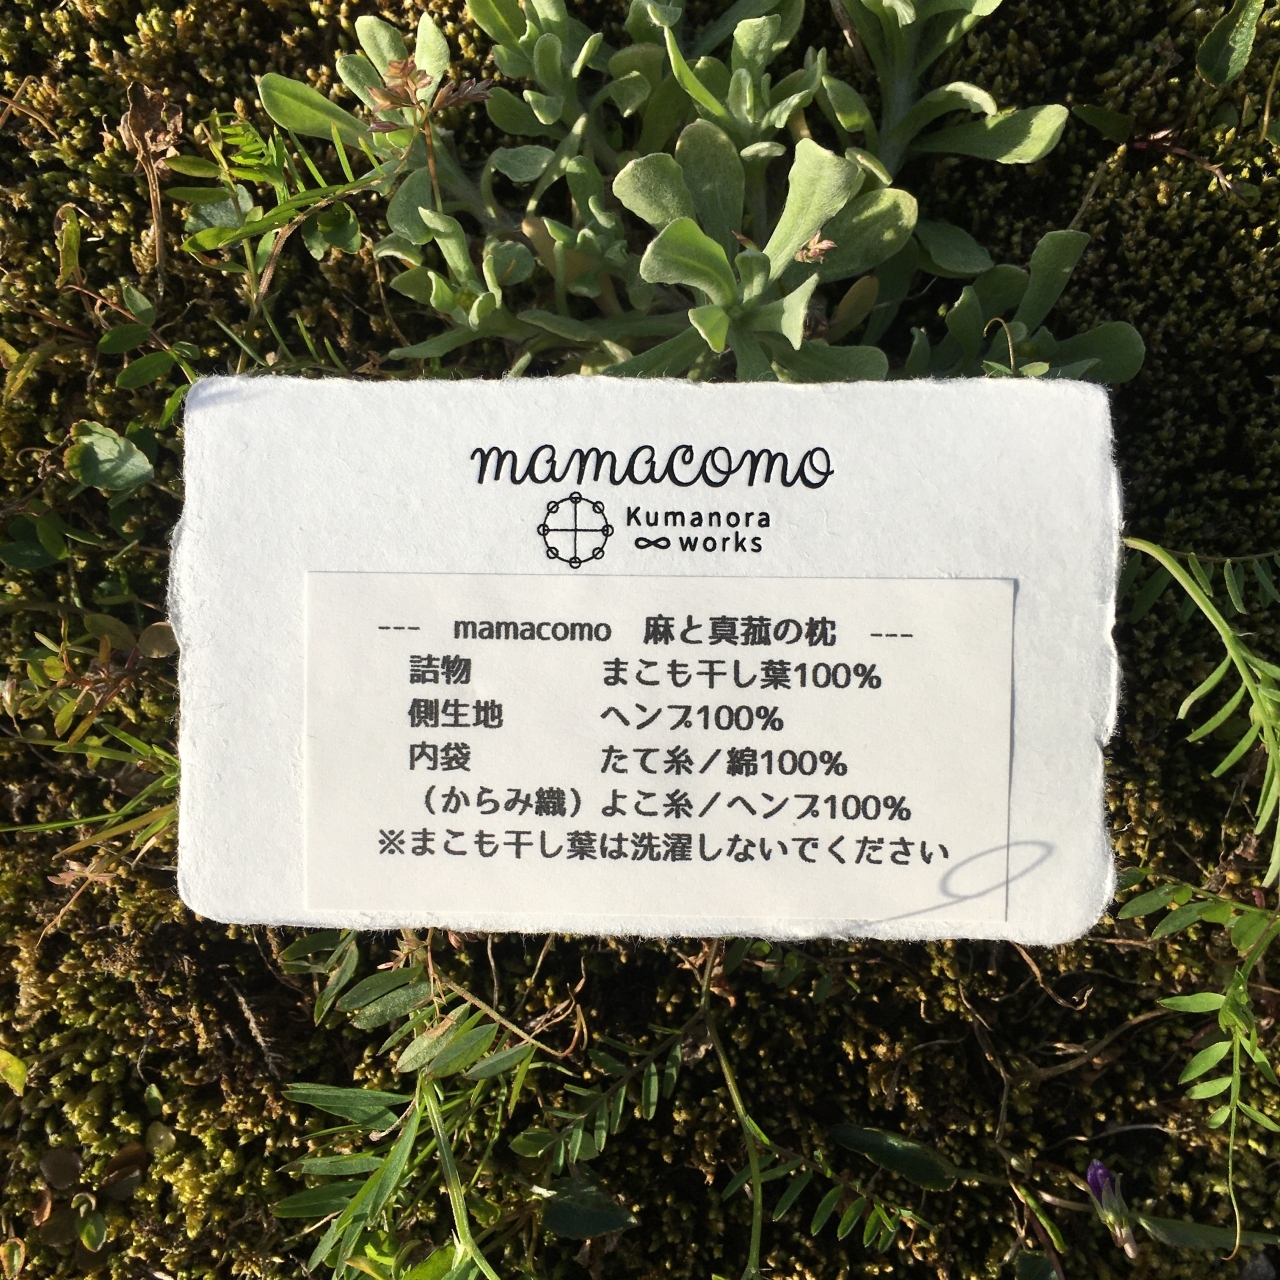 mamacomo
Kumanora
∞ works
--- mamacomo 麻と真菰の枕 ---
詰物 まこも干し葉100%
側生地 ヘンプ100%
内袋 たて糸／綿100%
（からみ織）よこ糸／ヘンプ100%
※まこも干し葉は洗濯しないでください